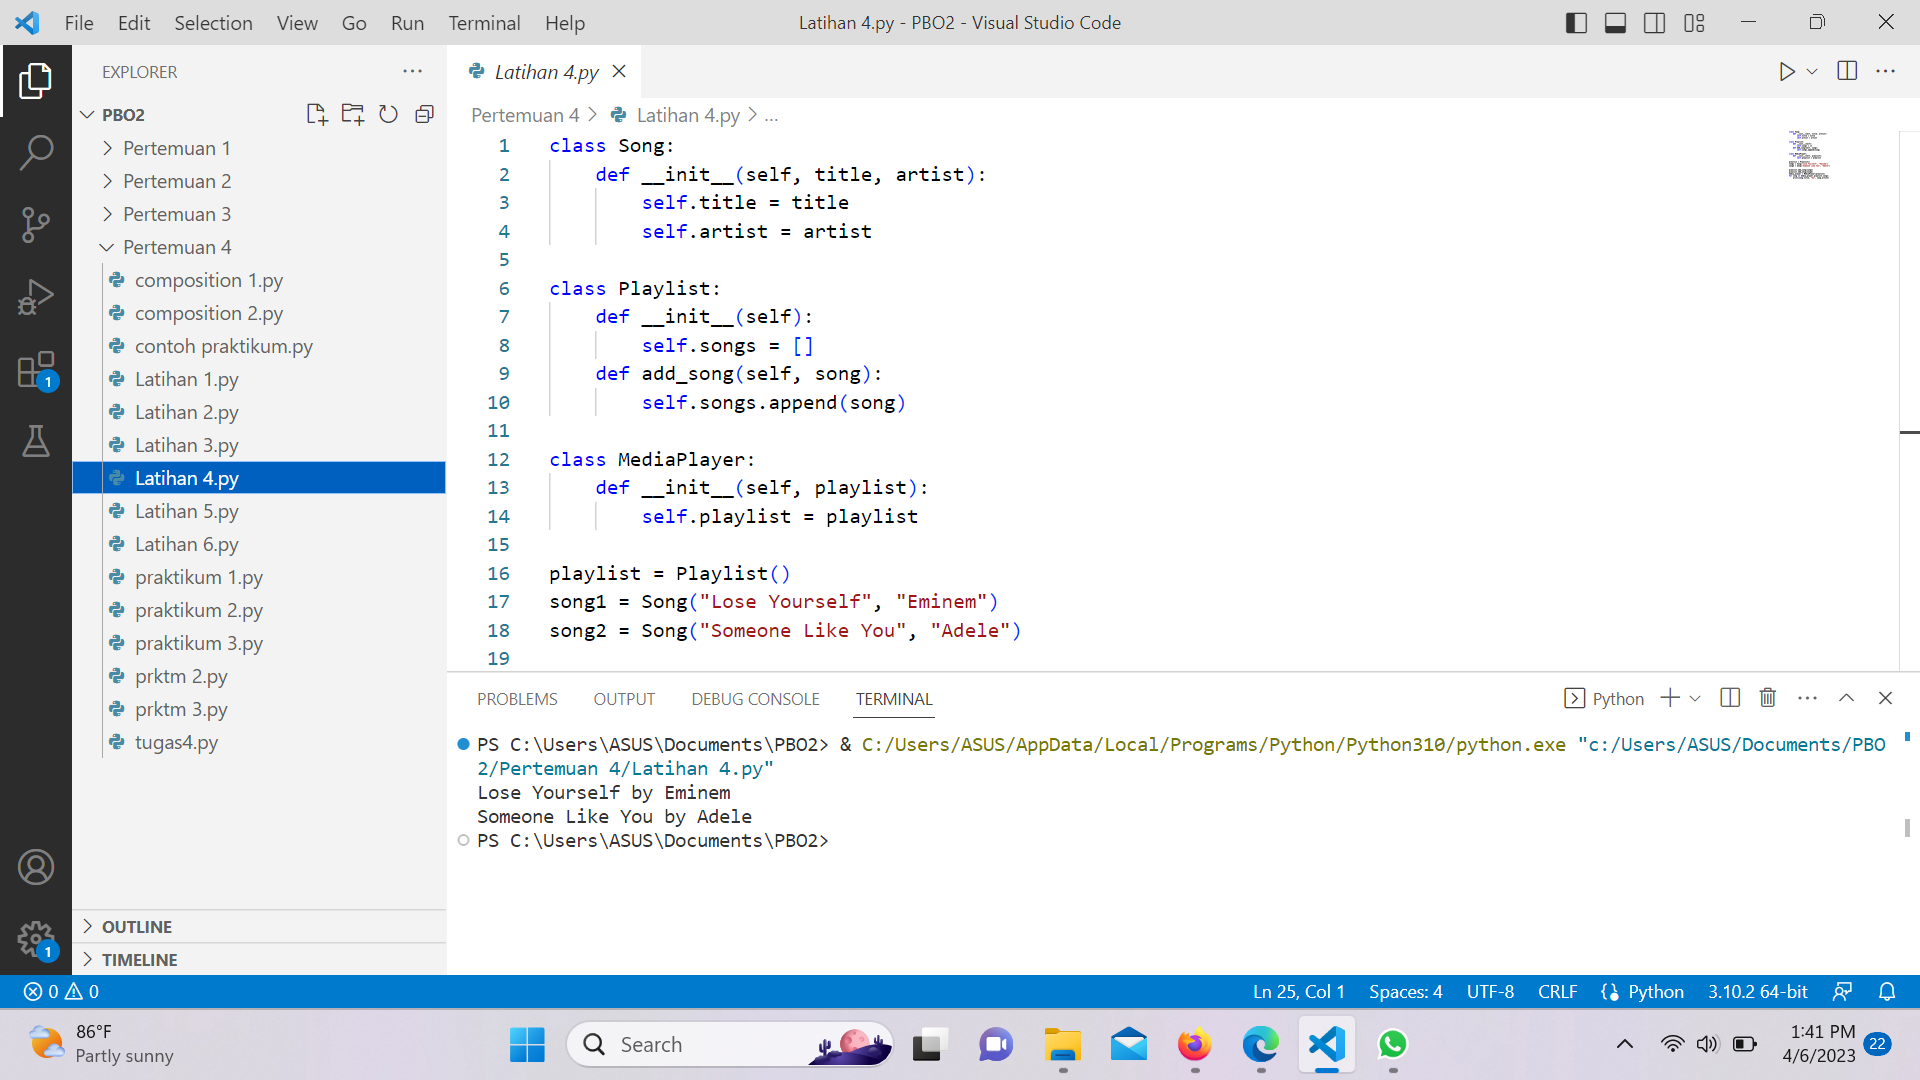 File Edit Selection View Go Run Terminal Help
Latihan 4.py - PBO2 - Visual Studio Code
EXPLORER
PBO2
Pertemuan 1
Pertemuan 2
Pertemuan 3
Pertemuan 4
composition 1.py
composition 2.py
contoh praktikum.py
Latihan 1.py
Latihan 2.py
Latihan 3.py
Latihan 4.py
Latihan 5.py
Latihan 6.py
praktikum 1.py
praktikum 2.py
praktikum 3.py
prktm 2.py
prktm 3.py
tugas4.py
OUTLINE
TIMELINE
1
1
Latihan 4.py
Pertemuan 4 > Latihan 4.py > ...
1 class Song:
2     def __init__(self, title, artist):
3         self.title = title
4         self.artist = artist
5
6 class Playlist:
7     def __init__(self):
8         self.songs = []
9     def add_song(self, song):
10         self.songs.append(song)
11
12 class MediaPlayer:
13     def __init__(self, playlist):
14         self.playlist = playlist
15
16 playlist = Playlist()
17 song1 = Song("Lose Yourself", "Eminem")
18 song2 = Song("Someone Like You", "Adele")
19
PROBLEMS OUTPUT DEBUG CONSOLE TERMINAL
Python
PS C:\Users\ASUS\Documents\PBO2> & C:/Users/ASUS/AppData/Local/Programs/Python/Python310/python.exe "c:/Users/ASUS/Documents/PBO
2/Pertemuan 4/Latihan 4.py"
Lose Yourself by Eminem
Someone Like You by Adele
PS C:\Users\ASUS\Documents\PBO2>
0 0
Ln 25, Col 1 Spaces: 4 UTF-8 CRLF Python 3.10.2 64-bit
86°F
Partly sunny
Search
1:41 PM
4/6/2023
22